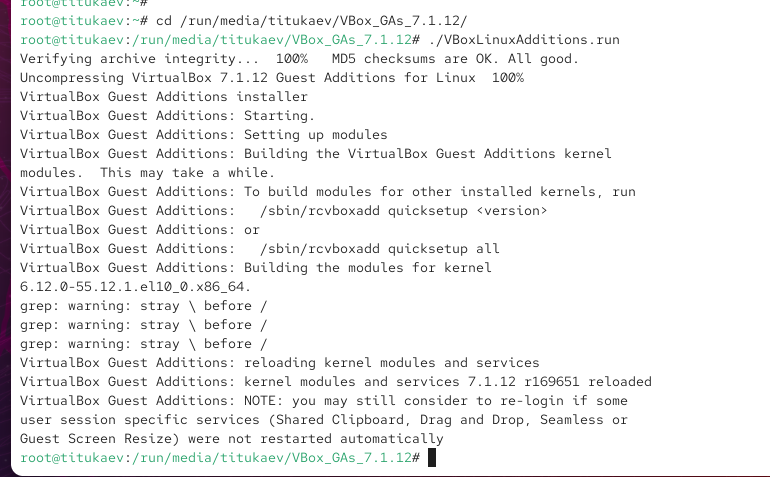 root@titukaev:~#
root@titukaev:~# cd /run/media/titukaev/VBox_GAs_7.1.12/
root@titukaev:/run/media/titukaev/VBox_GAs_7.1.12# ./VBoxLinuxAdditions.run
Verifying archive integrity...  100%   MD5 checksums are OK. All good.
Uncompressing VirtualBox 7.1.12 Guest Additions for Linux  100%
VirtualBox Guest Additions installer
VirtualBox Guest Additions: Starting.
VirtualBox Guest Additions: Setting up modules
VirtualBox Guest Additions: Building the VirtualBox Guest Additions kernel
modules.  This may take a while.
VirtualBox Guest Additions: To build modules for other installed kernels, run
VirtualBox Guest Additions:   /sbin/rcvboxadd quicksetup <version>
VirtualBox Guest Additions: or
VirtualBox Guest Additions:   /sbin/rcvboxadd quicksetup all
VirtualBox Guest Additions: Building the modules for kernel
6.12.0-55.12.1.el10_0.x86_64.
grep: warning: stray \ before /
grep: warning: stray \ before /
grep: warning: stray \ before /
VirtualBox Guest Additions: reloading kernel modules and services
VirtualBox Guest Additions: kernel modules and services 7.1.12 r169651 reloaded
VirtualBox Guest Additions: NOTE: you may still consider to re-login if some
user session specific services (Shared Clipboard, Drag and Drop, Seamless or
Guest Screen Resize) were not restarted automatically
root@titukaev:/run/media/titukaev/VBox_GAs_7.1.12#